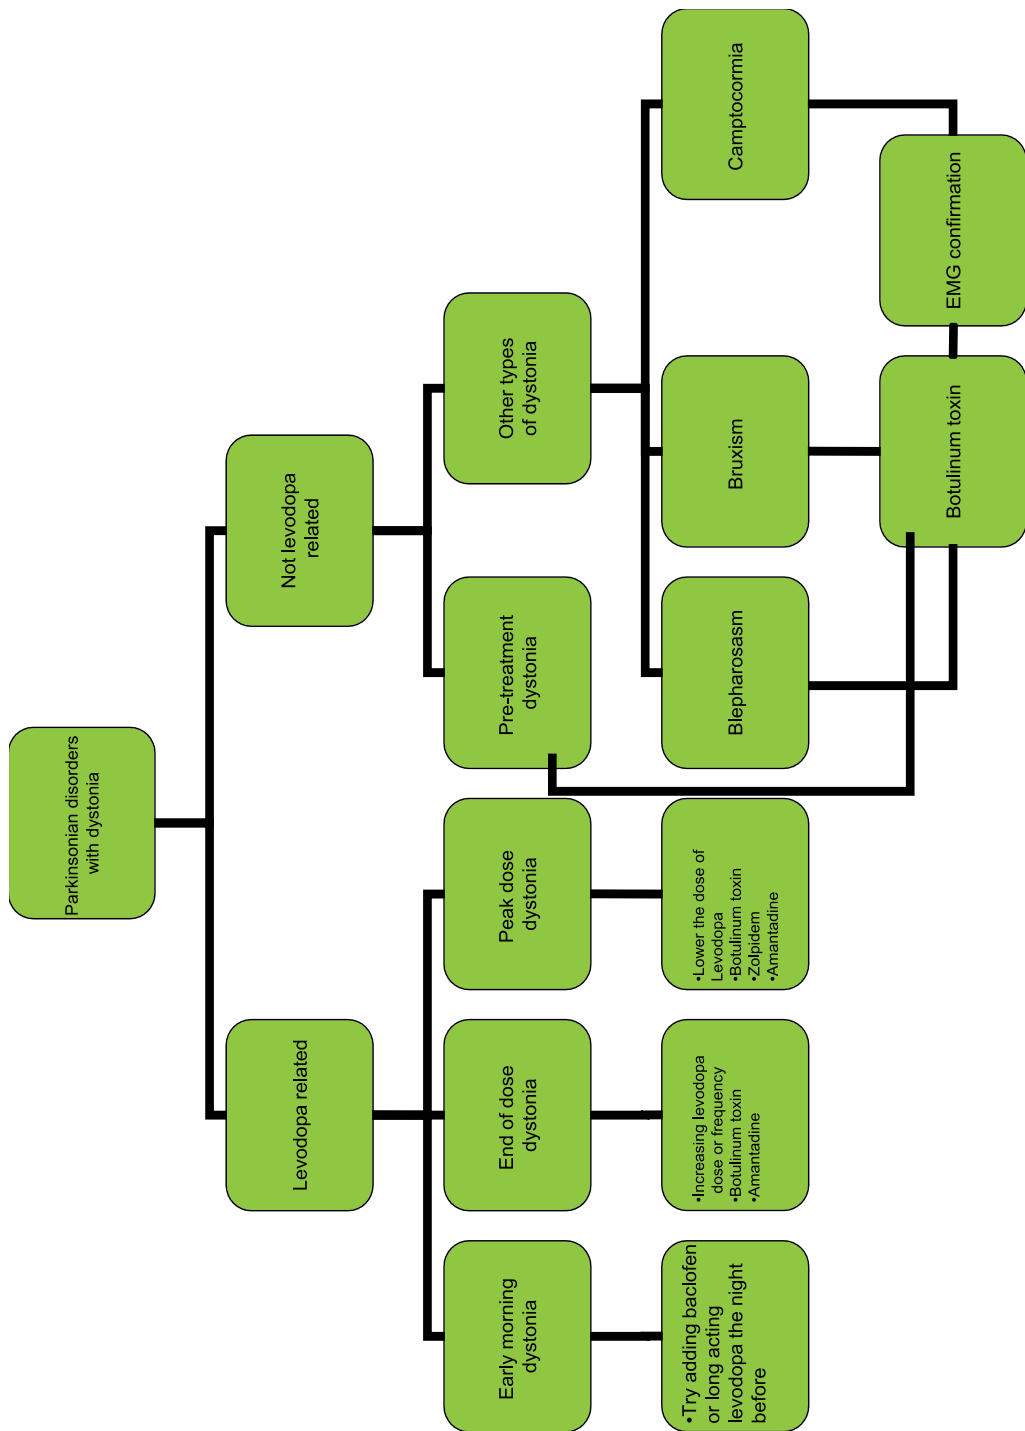 Parkinsonian disorders
with dystonia
Levodopa related
Not levodopa
related
Early morning
dystonia
End of dose
dystonia
Peak dose
dystonia
Pre-treatment
dystonia
Other types
of dystonia
•Try adding baclofen
or long acting
levodopa the night
before
•Increasing levodopa
dose or frequency
•Botulinum toxin
•Amantadine
•Lower the dose of
Levodopa
•Botulinum toxin
•Zolpidem
•Amantadine
Blepharosasm
Bruxism
Camptocormia
Botulinum toxin
EMG confirmation